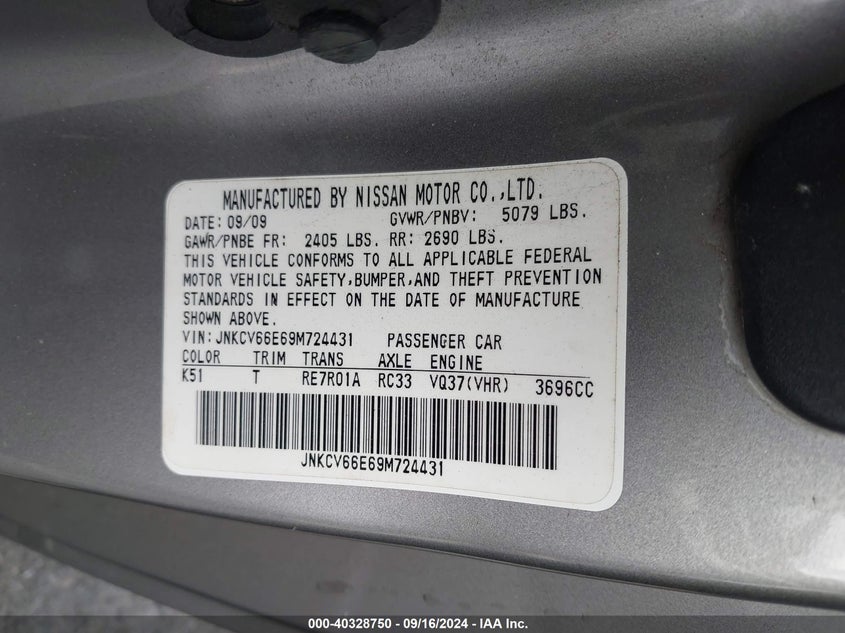 MANUFACTURED BY NISSAN MOTOR CO.,LTD.
DATE: 09/09 GVWR/PNBV: 5079 LBS.
GAWR/PNBE FR: 2405 LBS. RR: 2690 LBS.
THIS VEHICLE CONFORMS TO ALL APPLICABLE FEDERAL
MOTOR VEHICLE SAFETY,BUMPER,AND THEFT PREVENTION
STANDARDS IN EFFECT ON THE DATE OF MANUFACTURE
SHOWN ABOVE.
VIN: JNKCV66E69M724431 PASSENGER CAR
COLOR TRIM TRANS AXLE ENGINE
K51 T RE7R01A RC33 VQ37(VHR) 3696CC
JNKCV66E69M724431
000-40328750 - 09/16/2024 - IAA Inc.